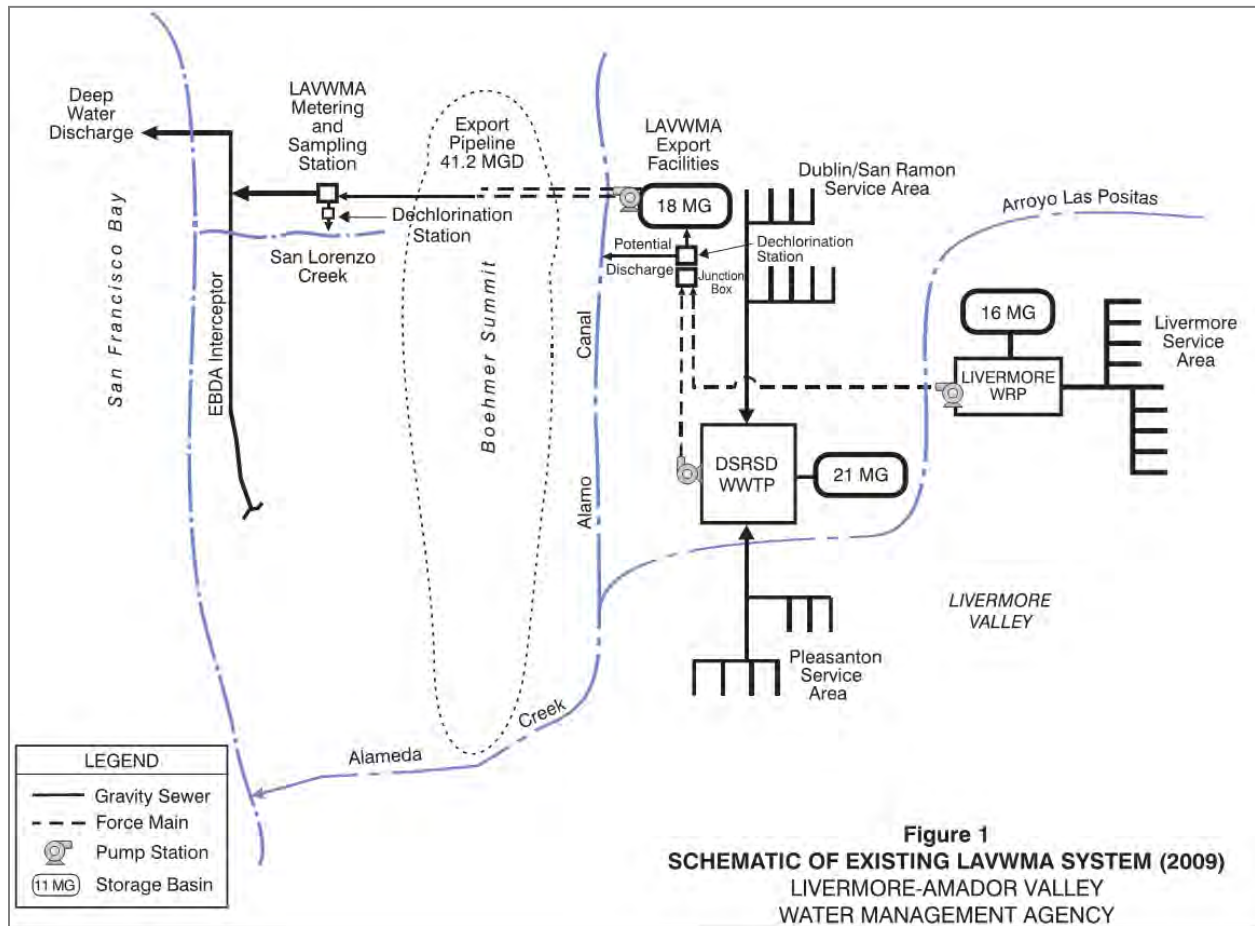 Deep
Water
Discharge
LAVWMA
Metering
and
Sampling
Station
Export
Pipeline
41.2 MGD
LAVWMA
Export
Facilities
18 MG
Dublin/San Ramon
Service Area
Arroyo Las Positas
Dechlorination
Station
San Lorenzo
Creek
Potential
Discharge
Dechlorination
Station
Junction
Box
San Francisco Bay
EBDA Interceptor
Boehmer Summit
Canal
Alamo
16 MG
LIVERMORE
WRP
Livermore
Service
Area
DSRSD
WWTP
21 MG
LIVERMORE
VALLEY
Pleasanton
Service
Area
Creek
Alameda
LEGEND
Gravity Sewer
Force Main
Pump Station
11 MG Storage Basin
Figure 1
SCHEMATIC OF EXISTING LAVWMA SYSTEM (2009)
LIVERMORE-AMADOR VALLEY
WATER MANAGEMENT AGENCY